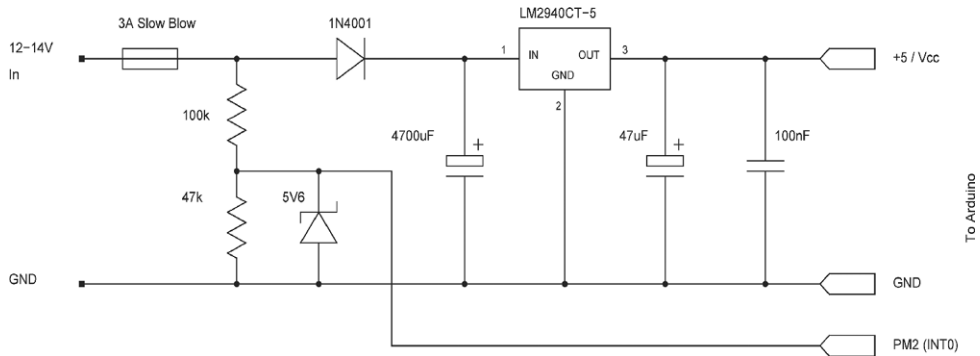 LM2940CT-5
3A Slow Blow
1N4001
12-14V
In
1
IN
OUT
3
GND
2
+5 / Vcc
100k
4700uF
+
47uF
+
100nF
47k
5V6
To Arduino
GND
GND
PM2 (INT0)